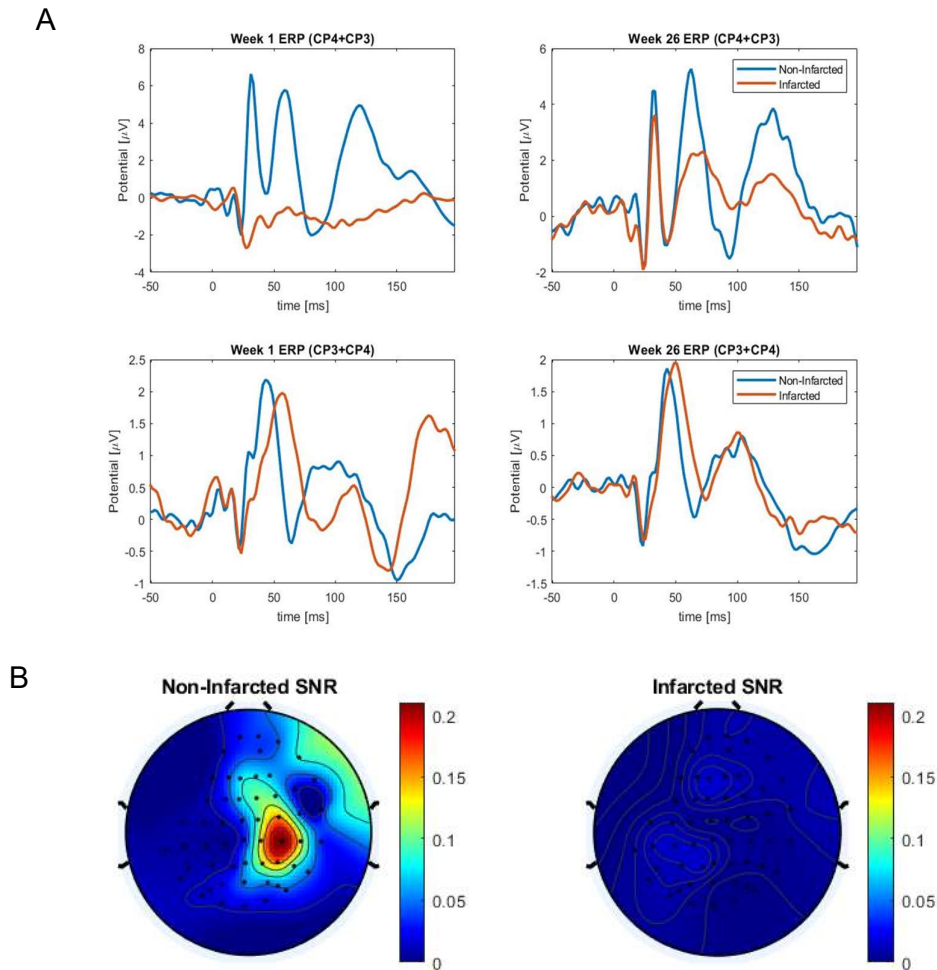 A
Week 1 ERP (CP4+CP3)
8
6
4
2
0
-2
-4
-50 0 50 100 150
Potential [μV]
time [ms]
Week 26 ERP (CP4+CP3)
Non-Infarcted
Infarcted
6
4
2
0
-2
-50 0 50 100 150
Potential [μV]
time [ms]
Week 1 ERP (CP3+CP4)
2.5
2
1.5
1
0.5
0
-0.5
-1
-50 0 50 100 150
Potential [μV]
time [ms]
Week 26 ERP (CP3+CP4)
Non-Infarcted
Infarcted
2
1.5
1
0.5
0
-0.5
-1
-1.5
-50 0 50 100 150
Potential [μV]
time [ms]
B
Non-Infarcted SNR
0.2
0.15
0.1
0.05
0
Infarcted SNR
0.2
0.15
0.1
0.05
0